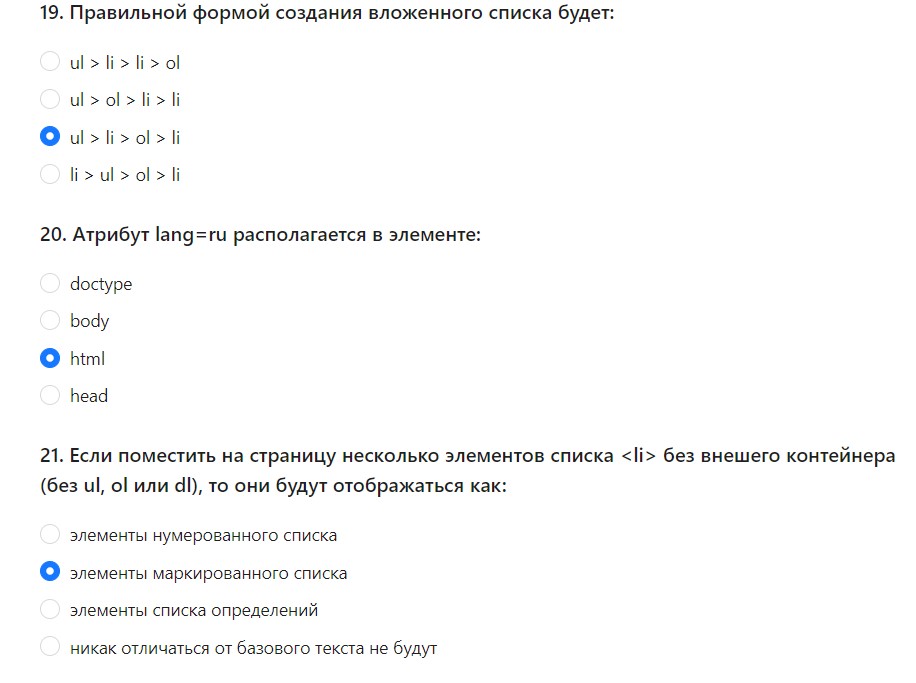 19. Правильной формой создания вложенного списка будет:
ul > li > li > ol
ul > ol > li > li
ul > li > ol > li
li > ul > ol > li
20. Атрибут lang=ru располагается в элементе:
doctype
body
html
head
21. Если поместить на страницу несколько элементов списка <li> без внешего контейнера
(без ul, ol или dl), то они будут отображаться как:
элементы нумерованного списка
элементы маркированного списка
элементы списка определений
никак отличаться от базового текста не будут